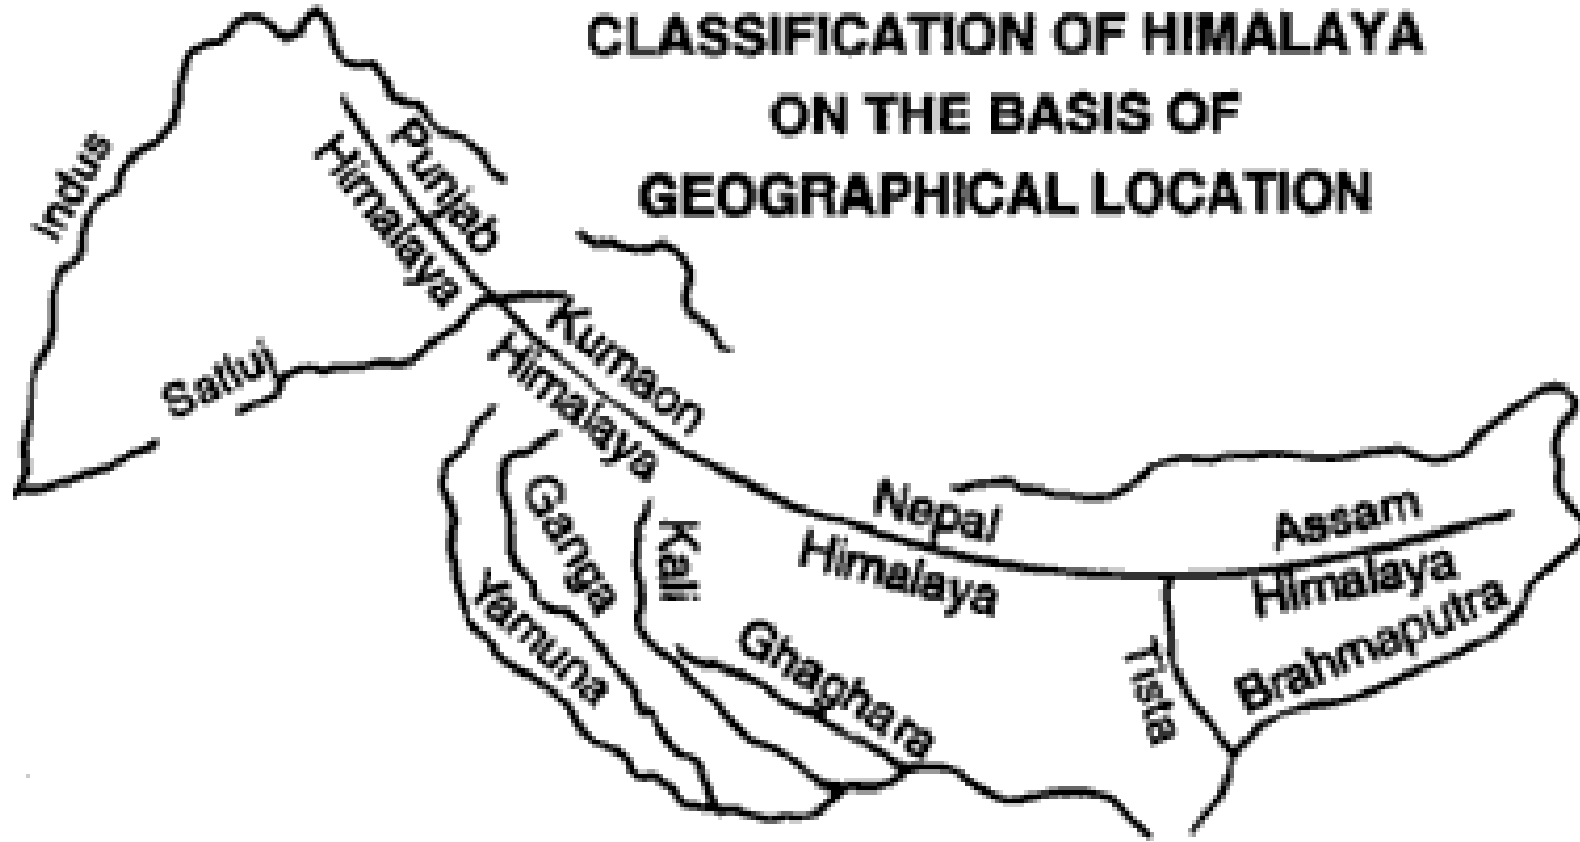 CLASSIFICATION OF HIMALAYA
ON THE BASIS OF
GEOGRAPHICAL LOCATION
Indus
Punjab
Himalaya
Satluj
Kumaon
Himalaya
Ganga
Yamuna
Kali
Ghaghara
Nepal
Himalaya
Tista
Assam
Himalaya
Brahmaputra